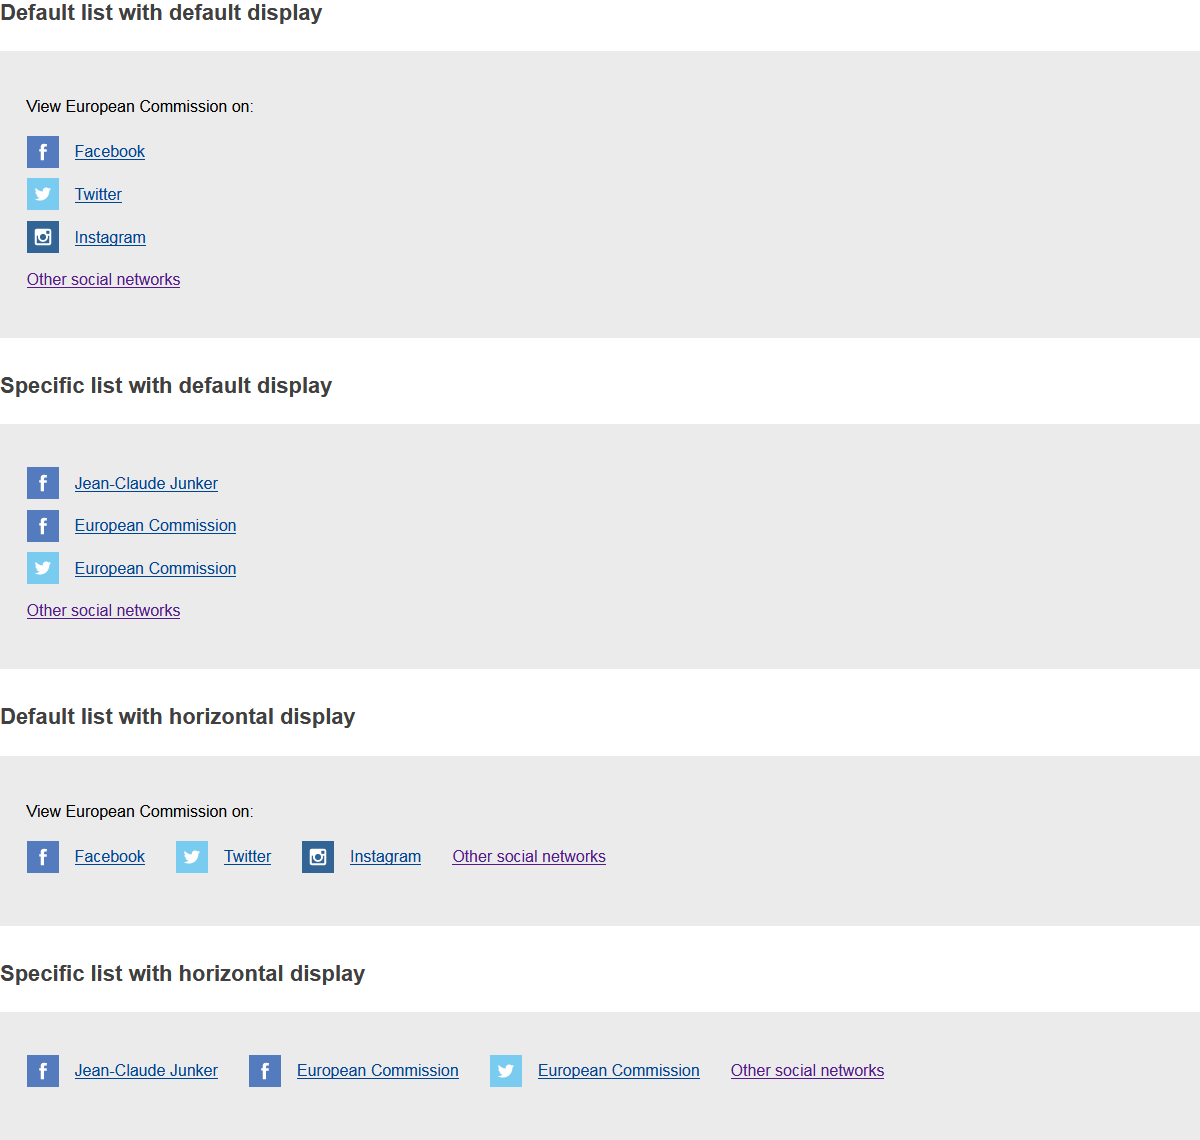 Default list with default display
View European Commission on:
Facebook
Twitter
Instagram
Other social networks
Specific list with default display
Jean-Claude Junker
European Commission
European Commission
Other social networks
Default list with horizontal display
View European Commission on:
Facebook Twitter Instagram Other social networks
Specific list with horizontal display
Jean-Claude Junker European Commission European Commission Other social networks